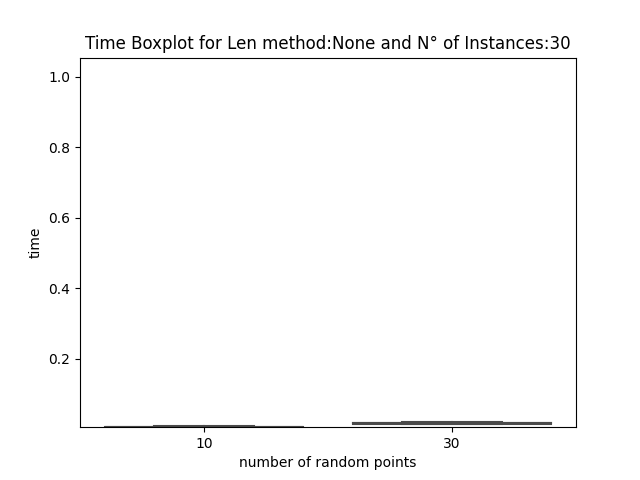 Time Boxplot for Len method:None and N° of Instances:30
1.0
0.8
0.6
0.4
0.2
time
10 30
number of random points